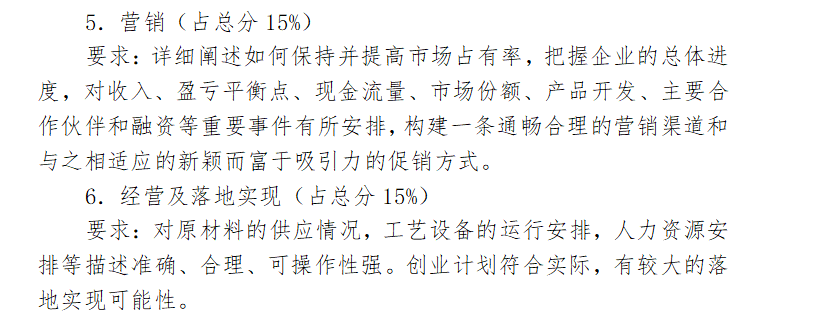 5. 营销（占总分 15%）
要求：详细阐述如何保持并提高市场占有率，把握企业的总体进
度，对收入、盈亏平衡点、现金流量、市场份额、产品开发、主要合
作伙伴和融资等重要事件有所安排，构建一条通畅合理的营销渠道和
与之相适应的新颖而富于吸引力的促销方式。
6. 经营及落地实现（占总分 15%）
要求：对原材料的供应情况，工艺设备的运行安排，人力资源安
排等描述准确、合理、可操作性强。创业计划符合实际，有较大的落
地实现可能性。